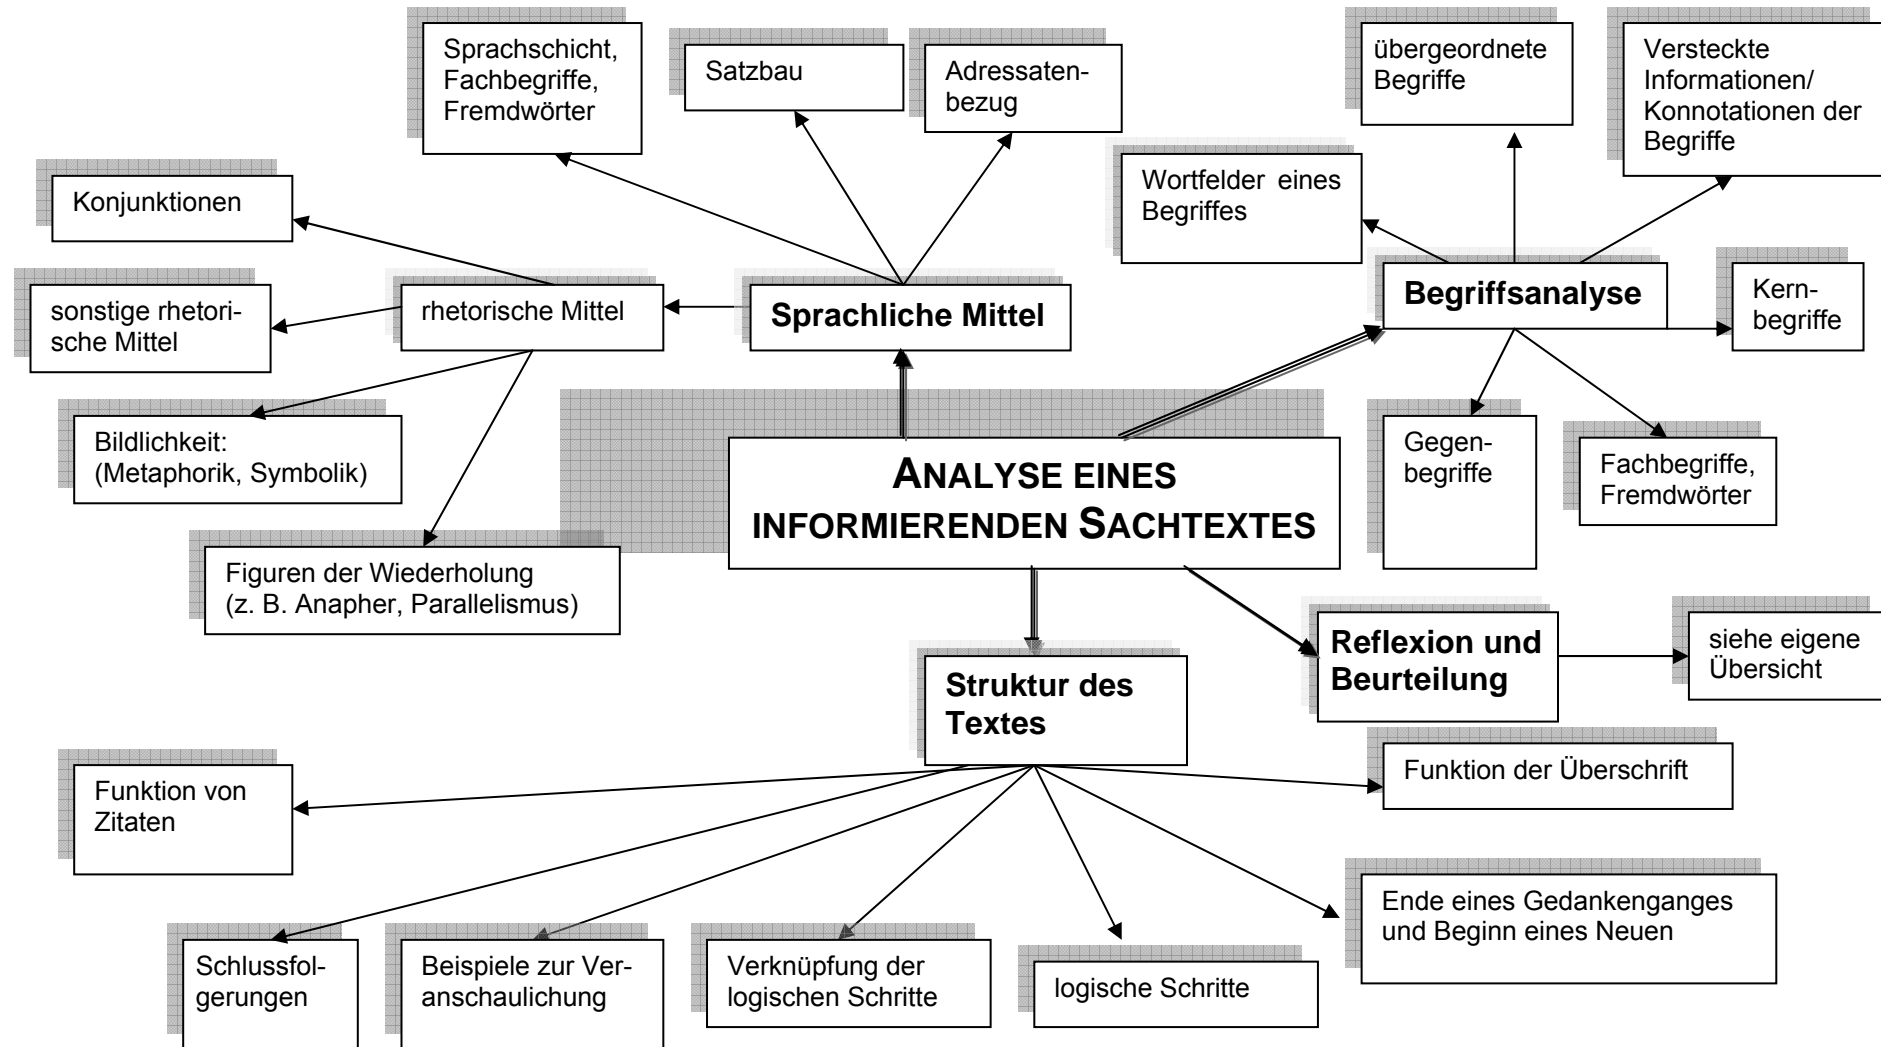 Sprachschicht,
Fachbegriffe,
Fremdwörter
Satzbau
Adressaten-
bezug
übergeordnete
Begriffe
Versteckte
Informationen/
Konnotationen der
Begriffe
Wortfelder eines
Begriffes
Konjunktionen
sonstige rhetori-
sche Mittel
rhetorische Mittel
Sprachliche Mittel
Begriffsanalyse
Kern-
begriffe
Bildlichkeit:
(Metaphorik, Symbolik)
Gegen-
begriffe
Fachbegriffe,
Fremdwörter
ANALYSE EINES
INFORMIERENDEN SACHTEXTES
Figuren der Wiederholung
(z. B. Anapher, Parallelismus)
Reflexion und
Beurteilung
siehe eigene
Übersicht
Struktur des
Textes
Funktion von
Zitaten
Funktion der Überschrift
Ende eines Gedankenganges
und Beginn eines Neuen
Schlussfol-
gerungen
Beispiele zur Ver-
anschaulichung
Verknüpfung der
logischen Schritte
logische Schritte